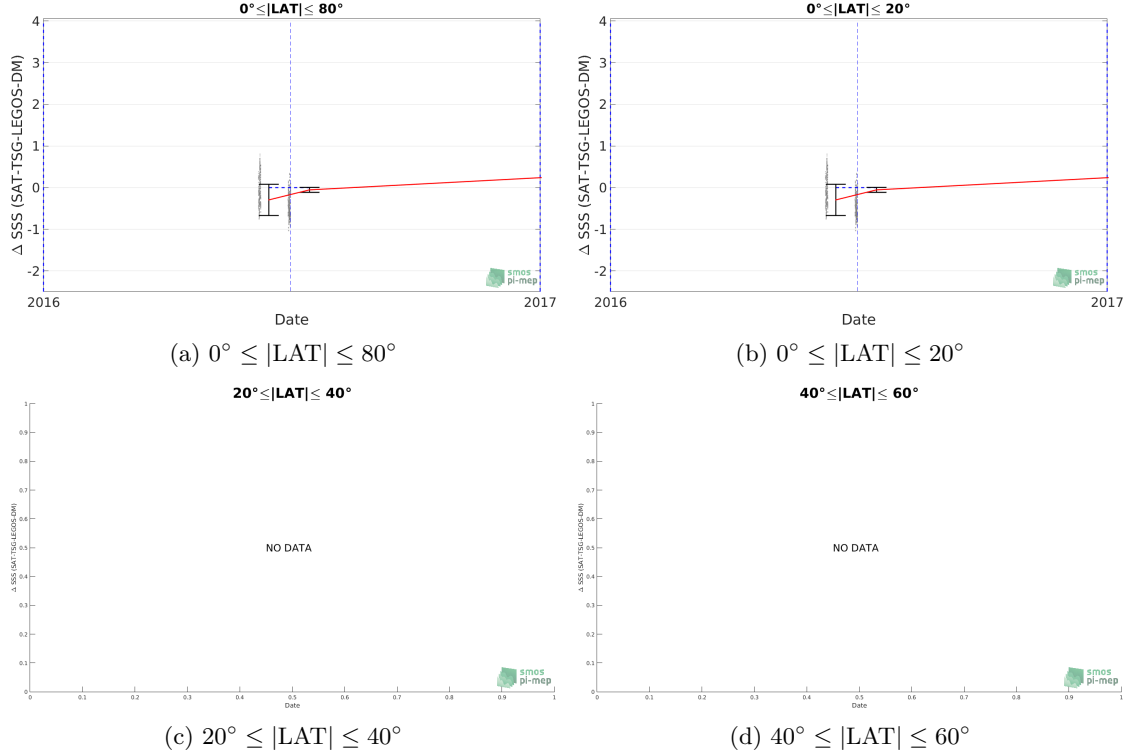 0°≤|LAT|≤ 80°
Δ SSS (SAT-TSG-LEGOS-DM)
4
3
2
1
0
-1
-2
2016
2017
Date
smos
pi-mep
(a) 0° ≤ |LAT| ≤ 80°
0°≤|LAT|≤ 20°
Δ SSS (SAT-TSG-LEGOS-DM)
4
3
2
1
0
-1
-2
2016
2017
Date
smos
pi-mep
(b) 0° ≤ |LAT| ≤ 20°
20°≤|LAT|≤ 40°
Δ SSS (SAT-TSG-LEGOS-DM)
1
0.9
0.8
0.7
0.6
0.5
0.4
0.3
0.2
0.1
0
NO DATA
0 0.1 0.2 0.3 0.4 0.5 0.6 0.7 0.8 0.9 1
Date
smos
pi-mep
(c) 20° ≤ |LAT| ≤ 40°
40°≤|LAT|≤ 60°
Δ SSS (SAT-TSG-LEGOS-DM)
1
0.9
0.8
0.7
0.6
0.5
0.4
0.3
0.2
0.1
0
NO DATA
0 0.1 0.2 0.3 0.4 0.5 0.6 0.7 0.8 0.9 1
Date
smos
pi-mep
(d) 40° ≤ |LAT| ≤ 60°